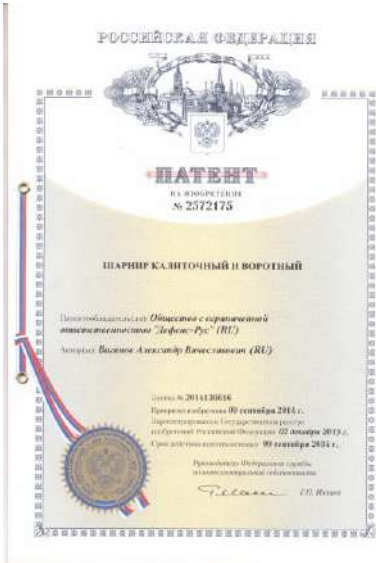 РОССИЙСКАЯ ФЕДЕРАЦИЯ
ПАТЕНТ
НА ИЗОБРЕТЕНИЕ
№ 2572175
ШАРНИР КАЛИТОЧНЫЙ И ВОРОТНЫЙ
Патентообладатель(ли): Общество с ограниченной
ответственностью "Дефенс-Рус" (RU)
Автор(ы): Александр Вячеславович (RU)
Заявка № 2014136616
Приоритет изобретения 09 сентября 2014 г.
Зарегистрировано в Государственном реестре
изобретений Российской Федерации 02 декабря 2015 г.
Срок действия патента истекает 09 сентября 2034 г.
Руководитель Федеральной службы
по интеллектуальной собственности
Г.П. Ивлиев